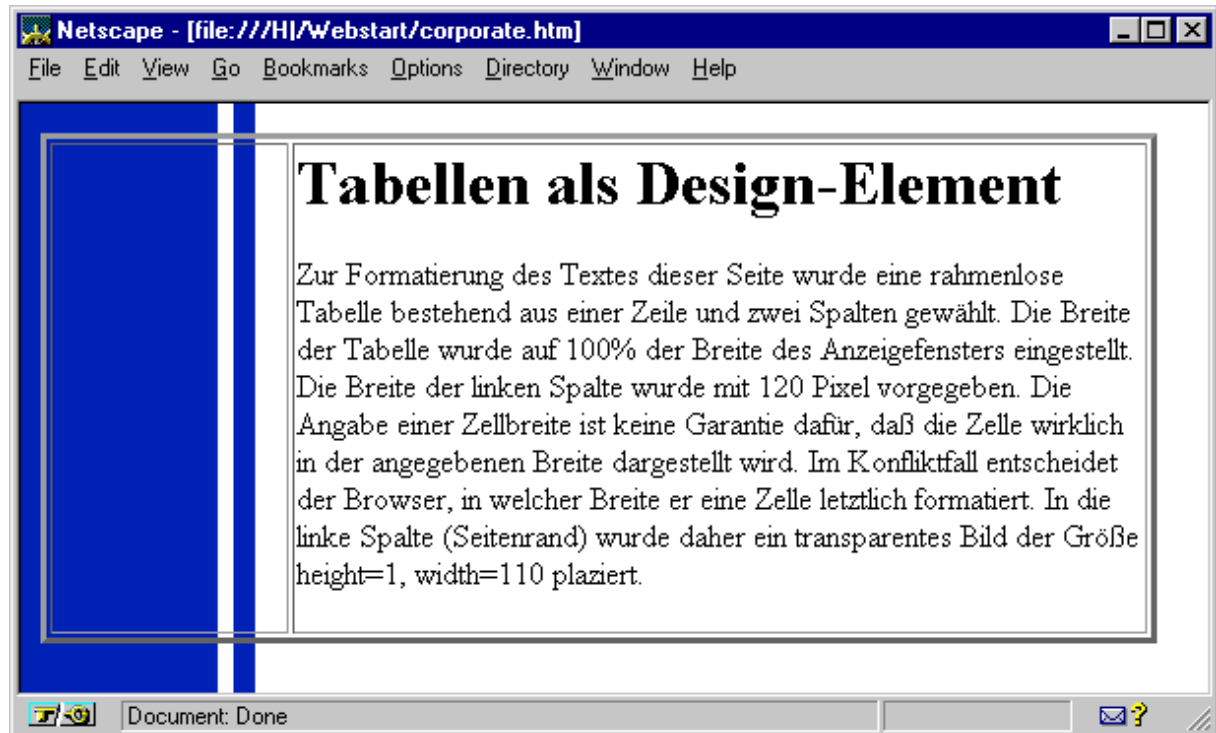 Netscape - [file:///H|/Webstart/corporate.htm]
File Edit View Go Bookmarks Options Directory Window Help
Tabellen als Design-Element
Zur Formatierung des Textes dieser Seite wurde eine rahmenlose
Tabelle bestehend aus einer Zeile und zwei Spalten gewählt. Die Breite
der Tabelle wurde auf 100% der Breite des Anzeigefensters eingestellt.
Die Breite der linken Spalte wurde mit 120 Pixel vorgegeben. Die
Angabe einer Zellbreite ist keine Garantie dafür, daß die Zelle wirklich
in der angegebenen Breite dargestellt wird. Im Konfliktfall entscheidet
der Browser, in welcher Breite er eine Zelle letztlich formatiert. In die
linke Spalte (Seitenrand) wurde daher ein transparentes Bild der Größe
height=1, width=110 plaziert.
Document: Done